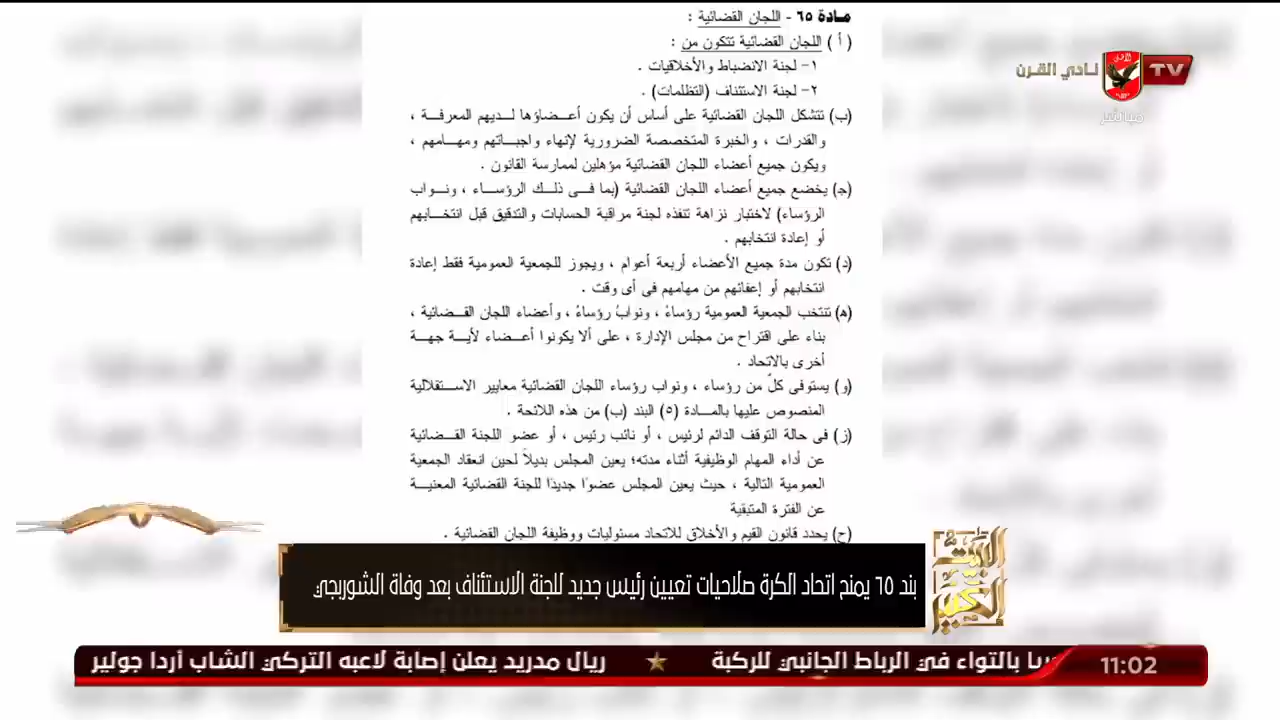 مادة ٦٥ - اللجان القضائية :
( أ ) اللجان القضائية تتكون من :
١- لجنة الانضباط والأخلاقيات .
٢- لجنة الاستئناف (التظلمات) .
(ب) تتشكل اللجان القضائية على أساس أن يكون أعضاؤها لديهم المعرفة ،
والقدرات ، والخبرة المتخصصة الضرورية لإنهاء واجباتهم ومهامهم ،
ويكون جميع أعضاء اللجان القضائية مؤهلين لممارسة القانون .
(ج) يخضع جميع أعضاء اللجان القضائية (بما فى ذلك الرؤساء ، ونواب
الرؤساء) لاختبار نزاهة تنفذه لجنة مراقبة الحسابات والتدقيق قبل انتخابهم
أو إعادة انتخابهم .
(د) تكون مدة جميع الأعضاء أربعة أعوام ، ويجوز للجمعية العمومية فقط إعادة
انتخابهم أو إعفائهم من مهامهم فى أى وقت .
(ه) تنتخب الجمعية العمومية رؤساءُ ، ونوابُ رؤساءُ ، وأعضاء اللجان القضائية ،
بناء على اقتراح من مجلس الإدارة ، على ألا يكونوا أعضاء لأية جهة
أخرى بالاتحاد .
(و) يستوفى كلٌ من رؤساء ، ونواب رؤساء اللجان القضائية معايير الاستقلالية
المنصوص عليها بالمادة (٥) البند (ب) من هذه اللائحة .
(ز) فى حالة التوقف الدائم لرئيس ، أو نائب رئيس ، أو عضو اللجنة القضائية
عن أداء المهام الوظيفية أثناء مدته؛ يعين المجلس بديلاً لحين انعقاد الجمعية
العمومية التالية ، حيث يعين المجلس عضوًا جديدًا للجنة القضائية المعنية
عن الفترة المتبقية
(ح) يحدد قانون القيم والأخلاق للاتحاد مسئوليات ووظيفة اللجان القضائية .
نادي القرن
TV
مباشر
البيت الكبير
بند ٦٥ يمنح اتحاد الكرة صلاحيات تعيين رئيس جديد للجنة الاستئناف بعد وفاة الشوربجي
بالتواء في الرباط الجانبي للركبة ★ ريال مدريد يعلن إصابة لاعبه التركي الشاب أردا جولير
11:02